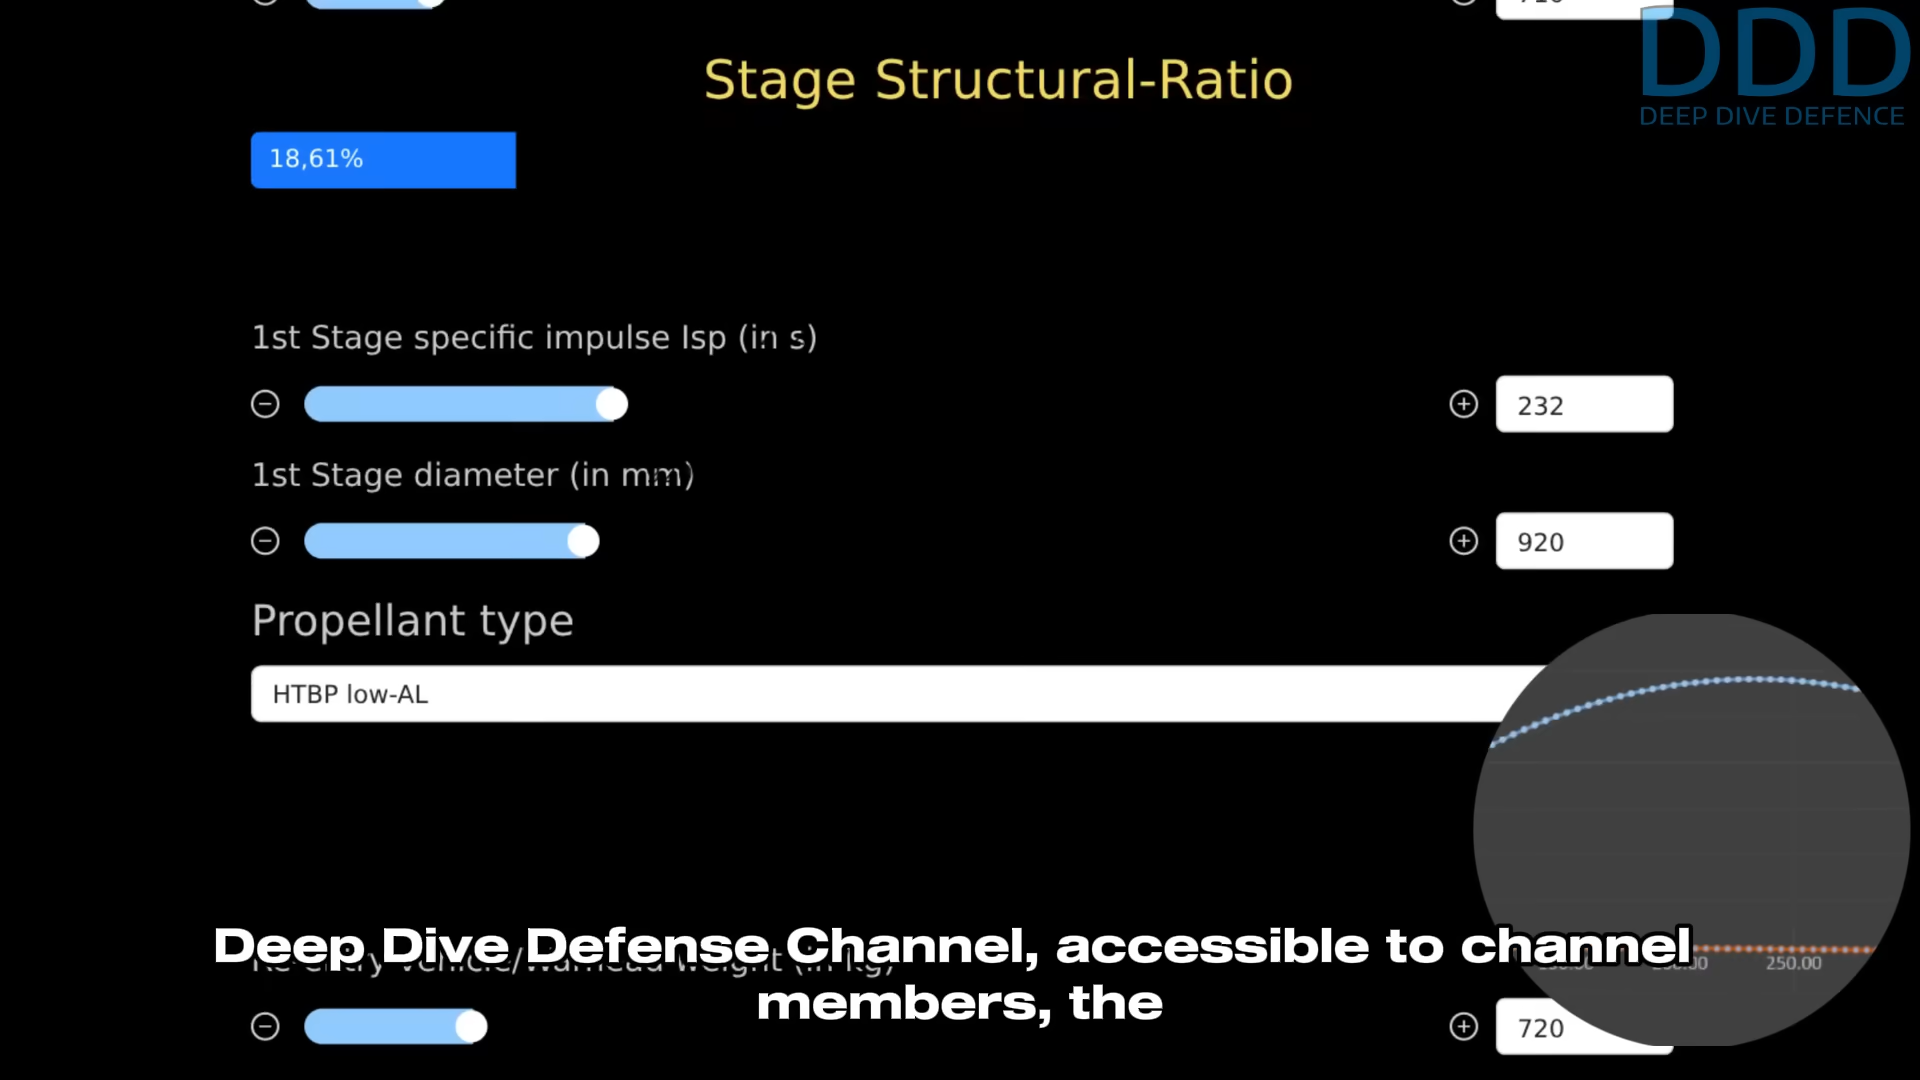 DDD
DEEP DIVE DEFENCE
Stage Structural-Ratio
18,61%
1st Stage specific impulse Isp (in s)
232
1st Stage diameter (in mm)
920
Propellant type
HTBP low-AL
250.00
Deep Dive Defense Channel, accessible to channel
members, the
720